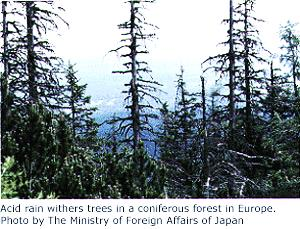 Acid rain withers trees in a coniferous forest in Europe.
Photo by The Ministry of Foreign Affairs of Japan